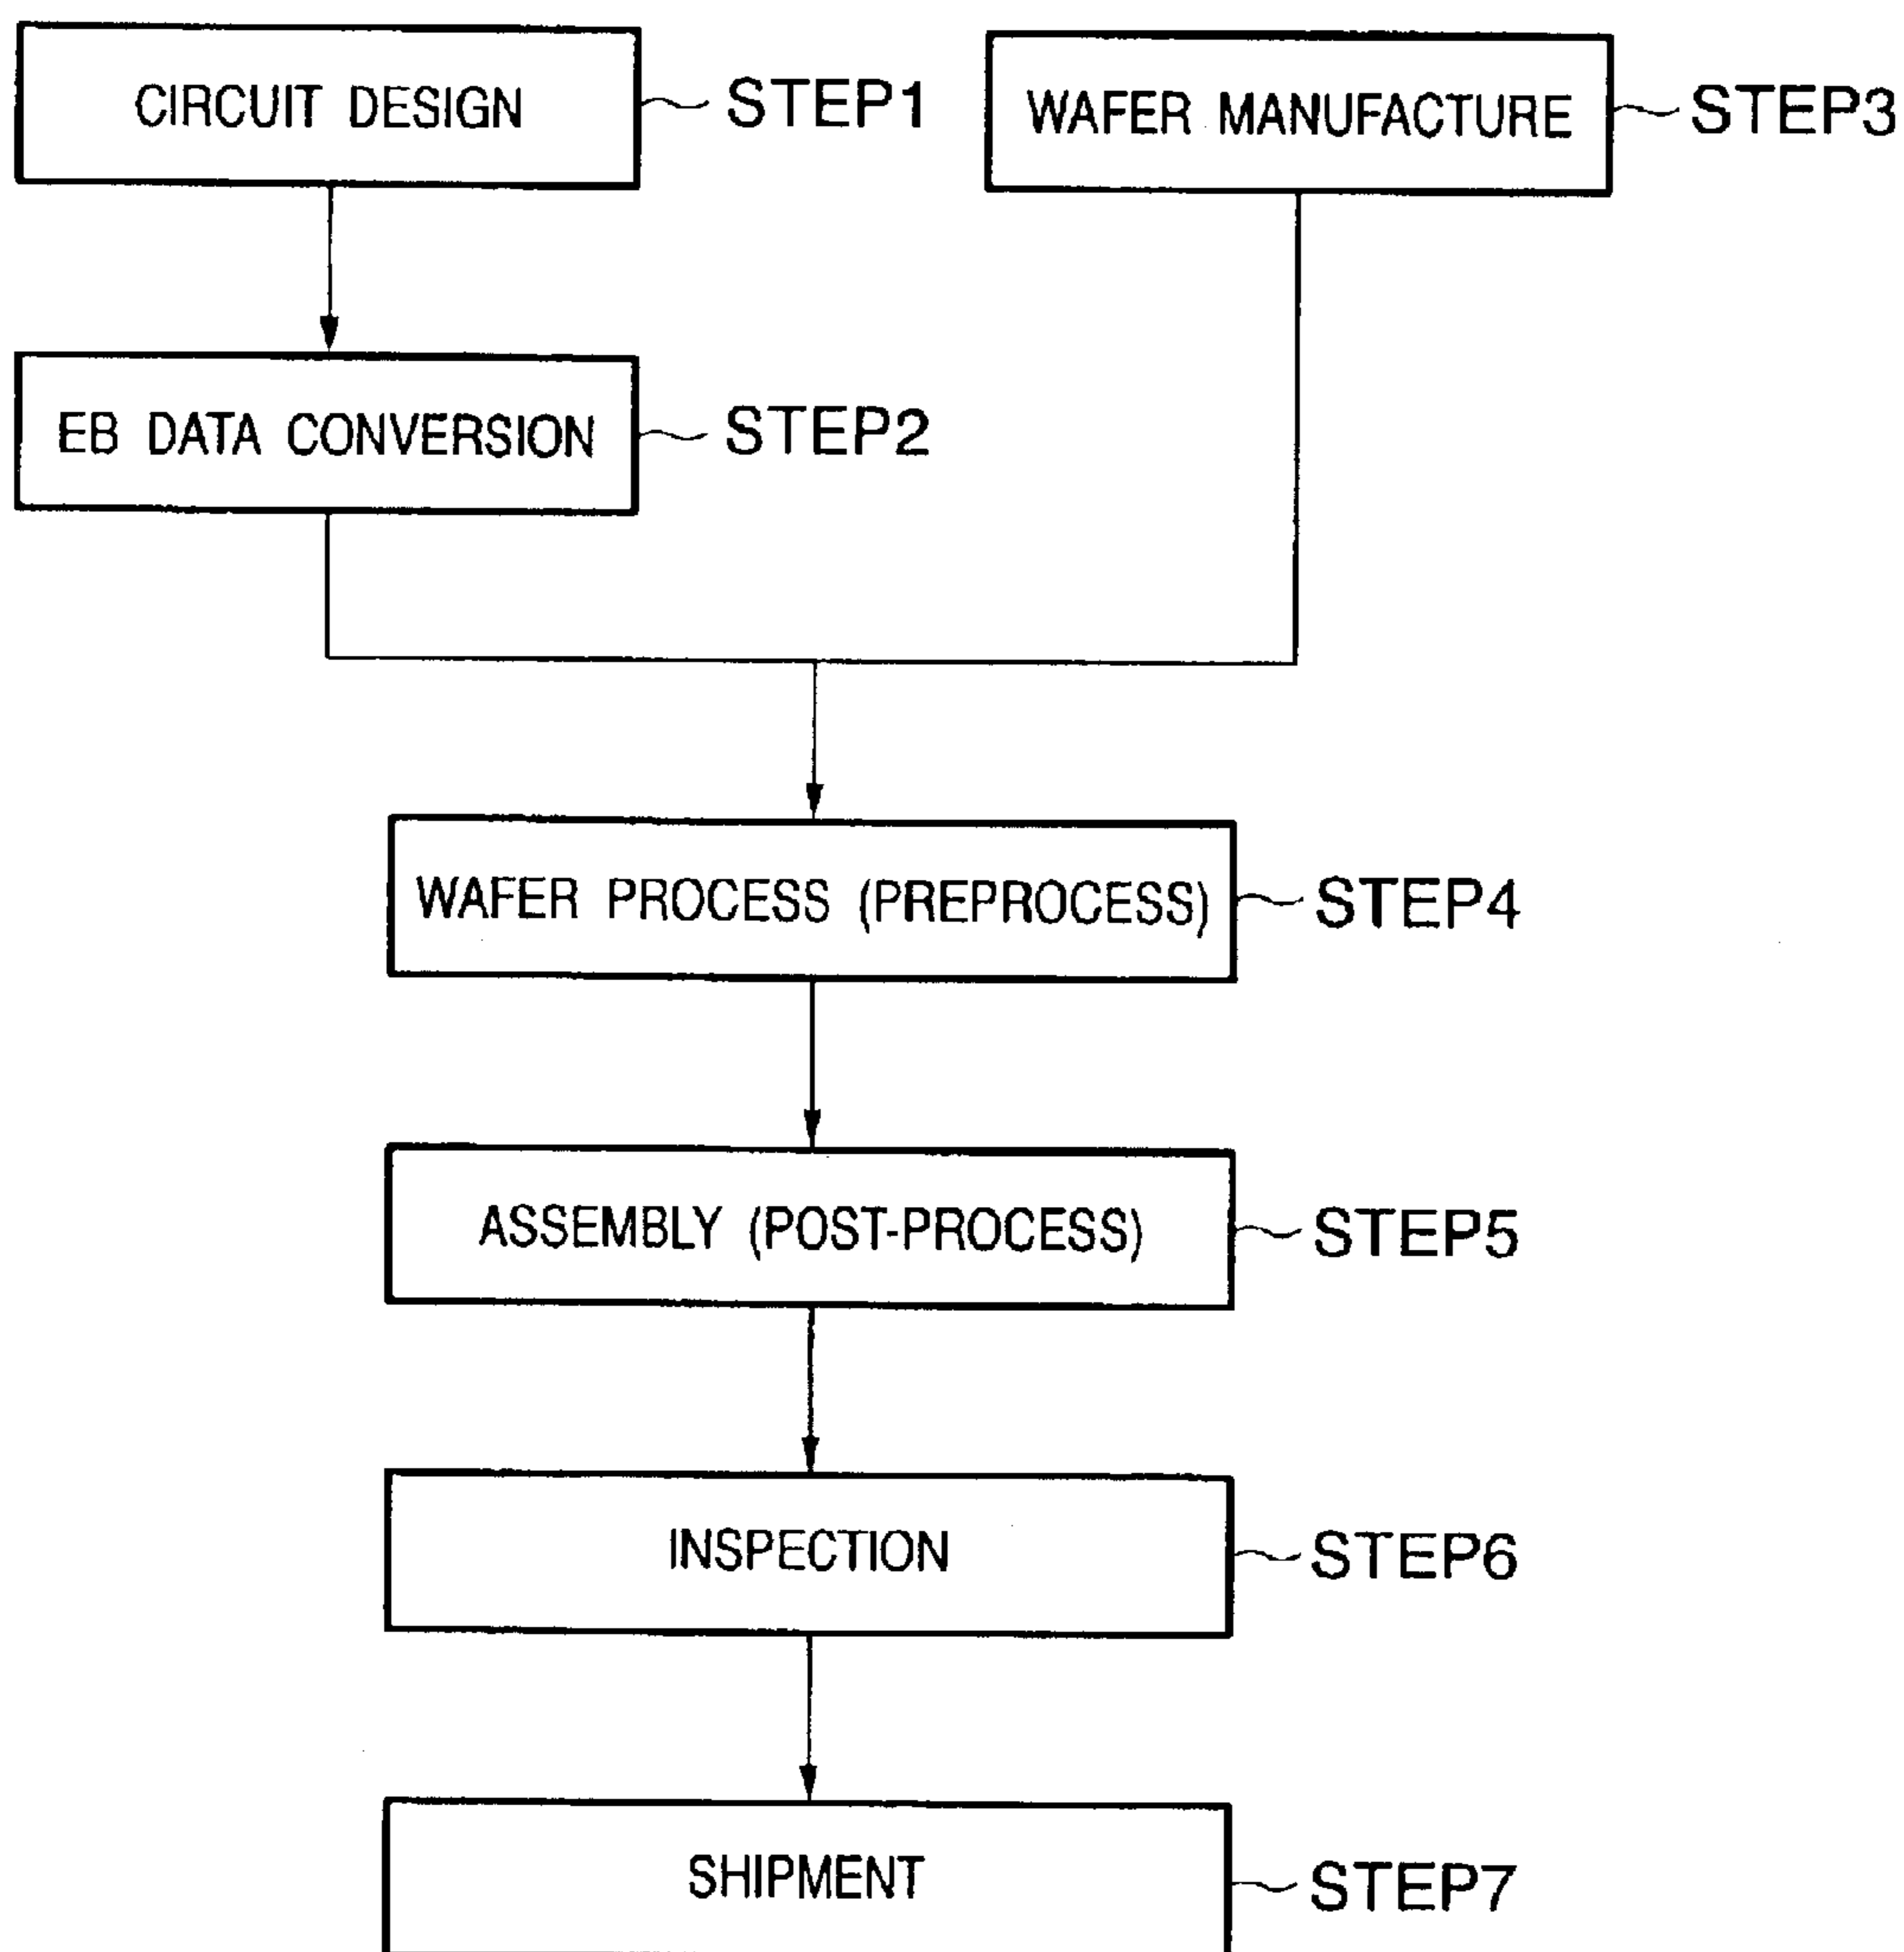 CIRCUIT DESIGN
STEP1
WAFER MANUFACTURE
STEP3
EB DATA CONVERSION
STEP2
WAFER PROCESS (PREPROCESS)
STEP4
ASSEMBLY (POST-PROCESS)
STEP5
INSPECTION
STEP6
SHIPMENT
STEP7